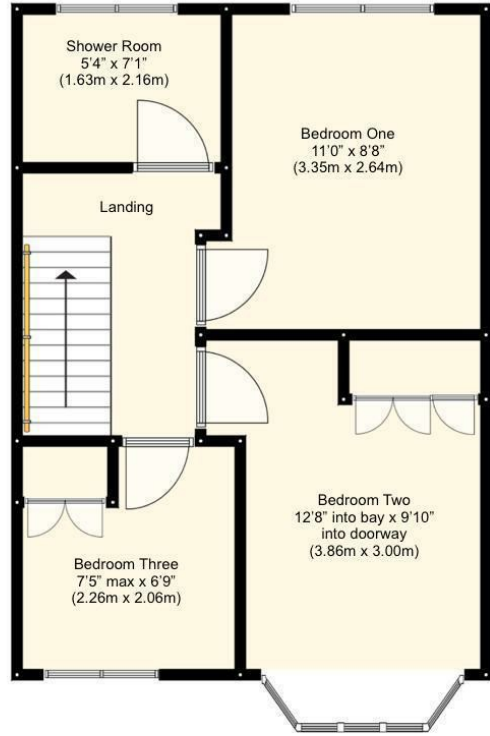 Shower Room
5'4" x 7'1"
(1.63m x 2.16m)
Bedroom One
11'0" x 8'8"
(3.35m x 2.64m)
Landing
Bedroom Two
12'8" into bay x 9'10"
into doorway
(3.86m x 3.00m)
Bedroom Three
7'5" max x 6'9"
(2.26m x 2.06m)